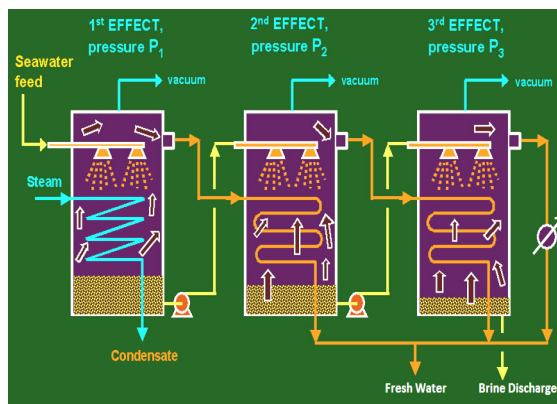 1st EFFECT,
pressure P1
2nd EFFECT,
pressure P2
3rd EFFECT,
pressure P3
Seawater
feed
vacuum
vacuum
vacuum
Steam
Condensate
Fresh Water
Brine Discharge